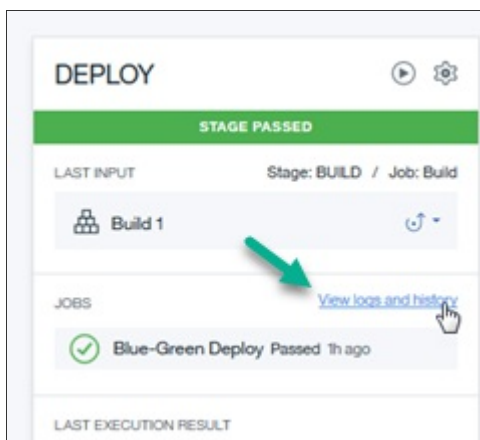 DEPLOY
STAGE PASSED
LAST INPUT Stage: BUILD / Job: Build
Build 1
JOBS View logs and history
Blue-Green Deploy Passed 1h ago
LAST EXECUTION RESULT